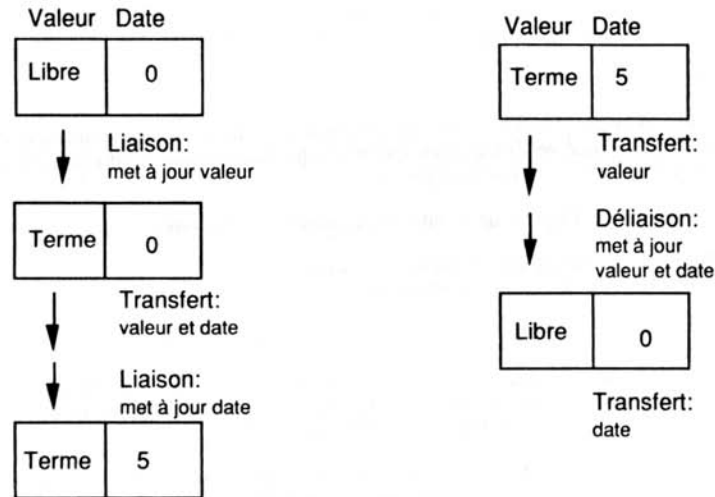 Valeur Date
Libre 0
Liaison:
met à jour valeur
Terme 0
Transfert:
valeur et date
Liaison:
met à jour date
Terme 5
Valeur Date
Terme 5
Transfert:
valeur
Déliaison:
met à jour
valeur et date
Libre 0
Transfert:
date